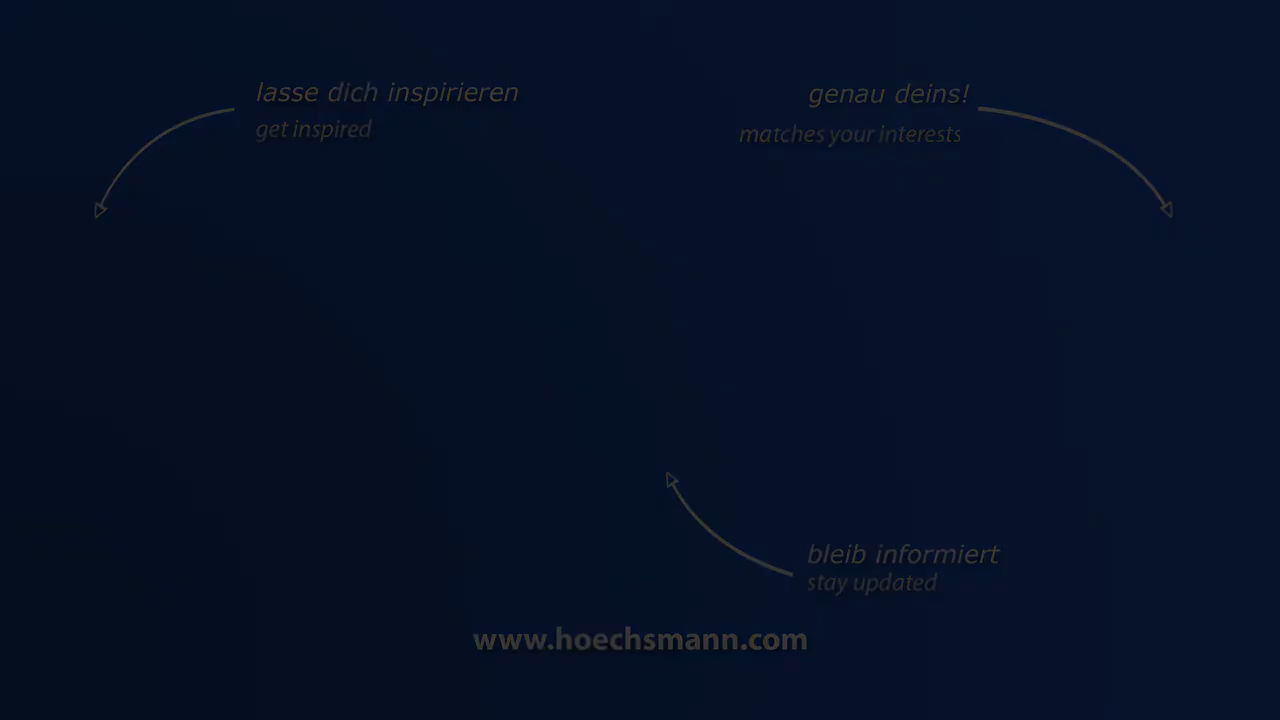 lasse dich inspirieren
get inspired
genau deins!
matches your interests
bleib informiert
stay updated
www.hoechsmann.com